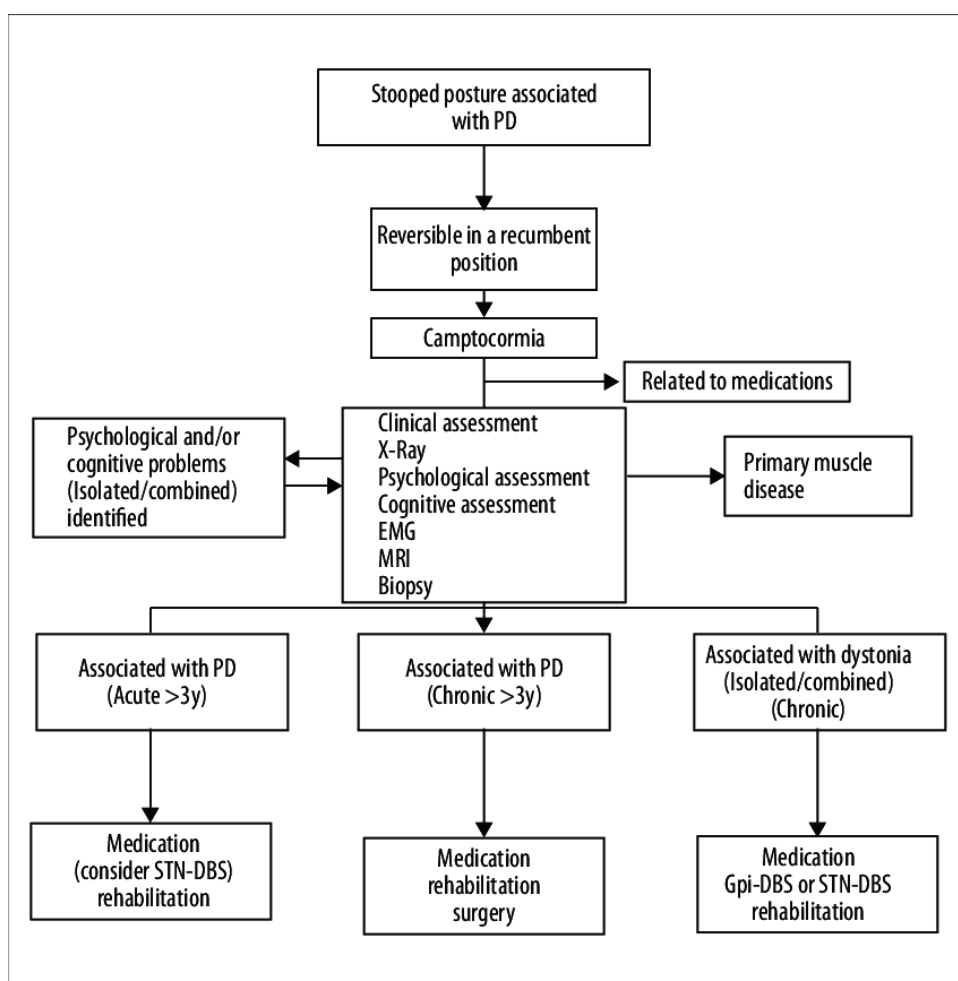 Stooped posture associated
with PD
Reversible in a recumbent
position
Camptocormia
Related to medications
Psychological and/or
cognitive problems
(Isolated/combined)
identified
Clinical assessment
X-Ray
Psychological assessment
Cognitive assessment
EMG
MRI
Biopsy
Primary muscle
disease
Associated with PD
(Acute >3y)
Associated with PD
(Chronic >3y)
Associated with dystonia
(Isolated/combined)
(Chronic)
Medication
(consider STN-DBS)
rehabilitation
Medication
rehabilitation
surgery
Medication
Gpi-DBS or STN-DBS
rehabilitation